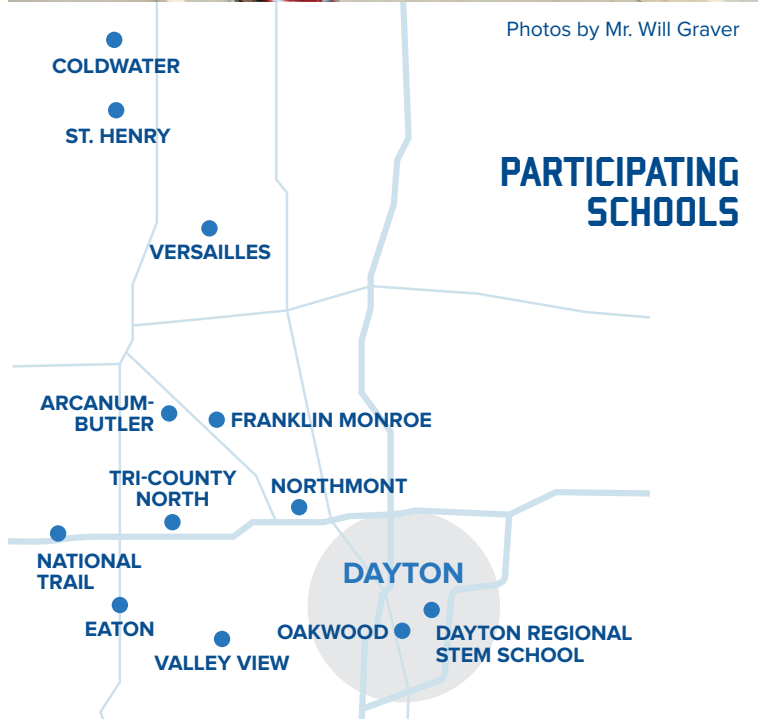 Photos by Mr. Will Graver
COLDWATER
ST. HENRY
PARTICIPATING
SCHOOLS
VERSAILLES
ARCANUM-
BUTLER
FRANKLIN MONROE
TRI-COUNTY
NORTH
NORTHMONT
NATIONAL
TRAIL
DAYTON
EATON
OAKWOOD
DAYTON REGIONAL
STEM SCHOOL
VALLEY VIEW